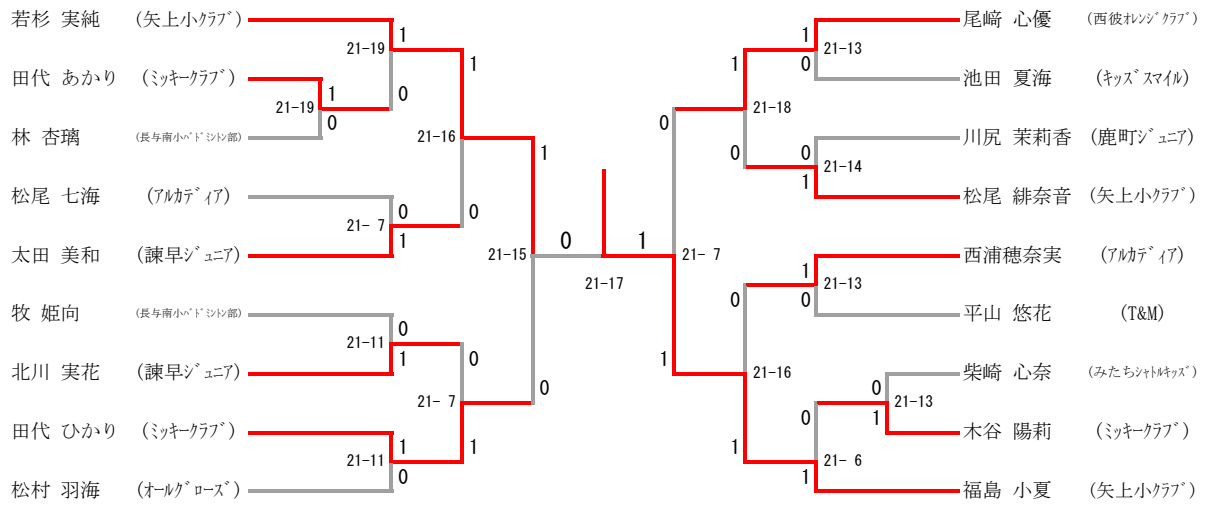 若杉 実純 (矢上小ｸﾗﾌﾞ)
田代 あかり (ﾐｯｷｰクラブ)
林 杏璃 (長与南小ﾊﾞﾄﾞﾐﾝﾄﾝ部)
松尾 七海 (ｱﾙｶﾃﾞｨｱ)
太田 美和 (諫早ジュニア)
牧 姫向 (長与南小ﾊﾞﾄﾞﾐﾝﾄﾝ部)
北川 実花 (諫早ｼﾞｭﾆｱ)
田代 ひかり (ﾐｯｷｰクラブ)
松村 羽海 (ｵｰﾙｸﾞﾛｰｽﾞ)
21-19
1
0
21-19
1
0
21- 7
0
1
21-11
0
1
21-11
1
0
21-16
1
0
21- 7
0
1
21-15
1
0
0
1
21-17
21- 7
0
1
21-18
1
0
21-16
0
1
21-13
1
0
21-14
0
1
21-13
1
0
21- 6
0
1
21-13
0
1
尾﨑 心優 (西彼ｵﾚﾝｼﾞｸﾗﾌﾞ)
池田 夏海 (ｷｯｽﾞスマイル)
川尻 茉莉香 (鹿町ｼﾞｭﾆｱ)
松尾 緋奈音 (矢上小ｸﾗﾌﾞ)
西浦穂奈実 (ｱﾙｶﾃﾞｨｱ)
平山 悠花 (T&M)
柴崎 心奈 (みたちｼｬﾄﾙｷｯｽﾞ)
木谷 陽莉 (ﾐｯｷｰクラブ)
福島 小夏 (矢上小ｸﾗﾌﾞ)